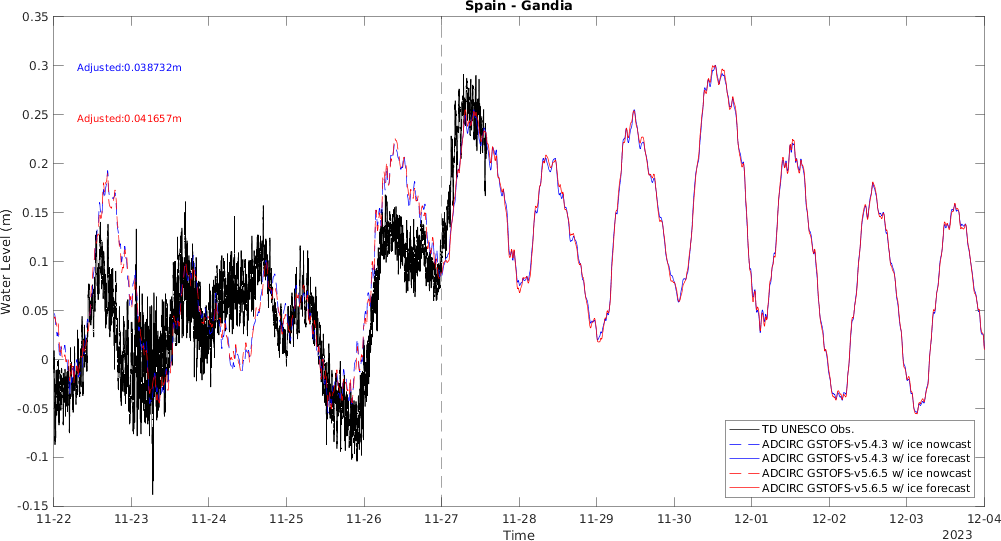 Spain - Gandia
0.35
0.3
0.25
0.2
0.15
0.1
0.05
0
-0.05
-0.1
-0.15
Water Level (m)
Adjusted:0.038732m
Adjusted:0.041657m
TD UNESCO Obs.
ADCIRC GSTOFS-v5.4.3 w/ ice nowcast
ADCIRC GSTOFS-v5.4.3 w/ ice forecast
ADCIRC GSTOFS-v5.6.5 w/ ice nowcast
ADCIRC GSTOFS-v5.6.5 w/ ice forecast
11-22 11-23 11-24 11-25 11-26 11-27 11-28 11-29 11-30 12-01 12-02 12-03 12-04
Time
2023